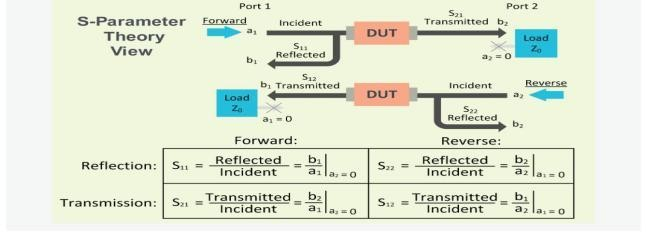 Port 1
Port 2
S-Parameter
Theory
View
Forward
a₁
Incident
S₁₁
Reflected
b₁
DUT
S₂₁
Transmitted b₂
Load
Z₀
a₂ = 0
Load
Z₀
a₁ = 0
S₁₂
b₁ Transmitted
DUT
Incident
a₂
Reverse
S₂₂
Reflected
b₂
Forward:
Reverse:
Reflection:
S₁₁ = Reflected / Incident = b₁ / a₁ | a₂ = 0
S₂₂ = Reflected / Incident = b₂ / a₂ | a₁ = 0
Transmission:
S₂₁ = Transmitted / Incident = b₂ / a₁ | a₂ = 0
S₁₂ = Transmitted / Incident = b₁ / a₂ | a₁ = 0